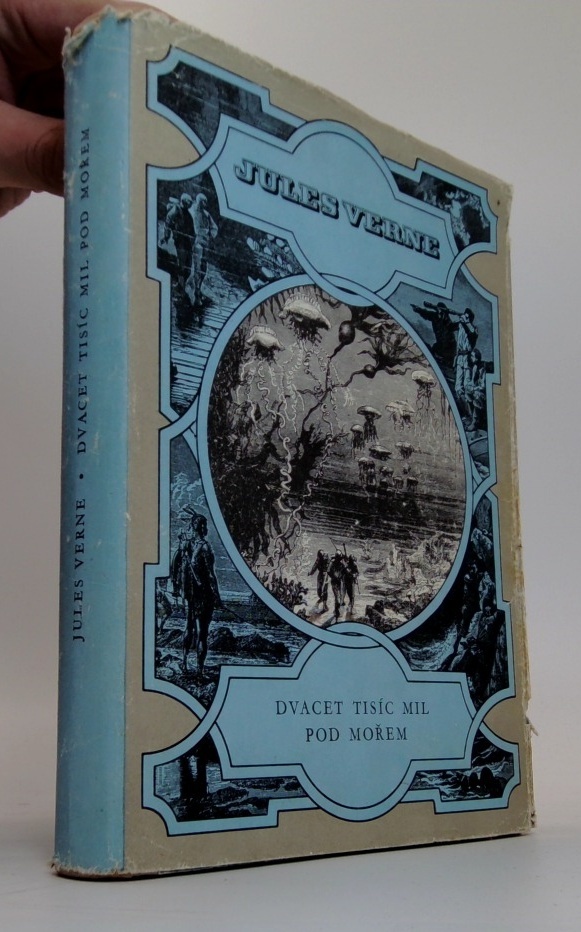 JULES VERNE • DVACET TISÍC MIL POD MOŘEM
JULES VERNE
DVACET TISÍC MIL
POD MOŘEM